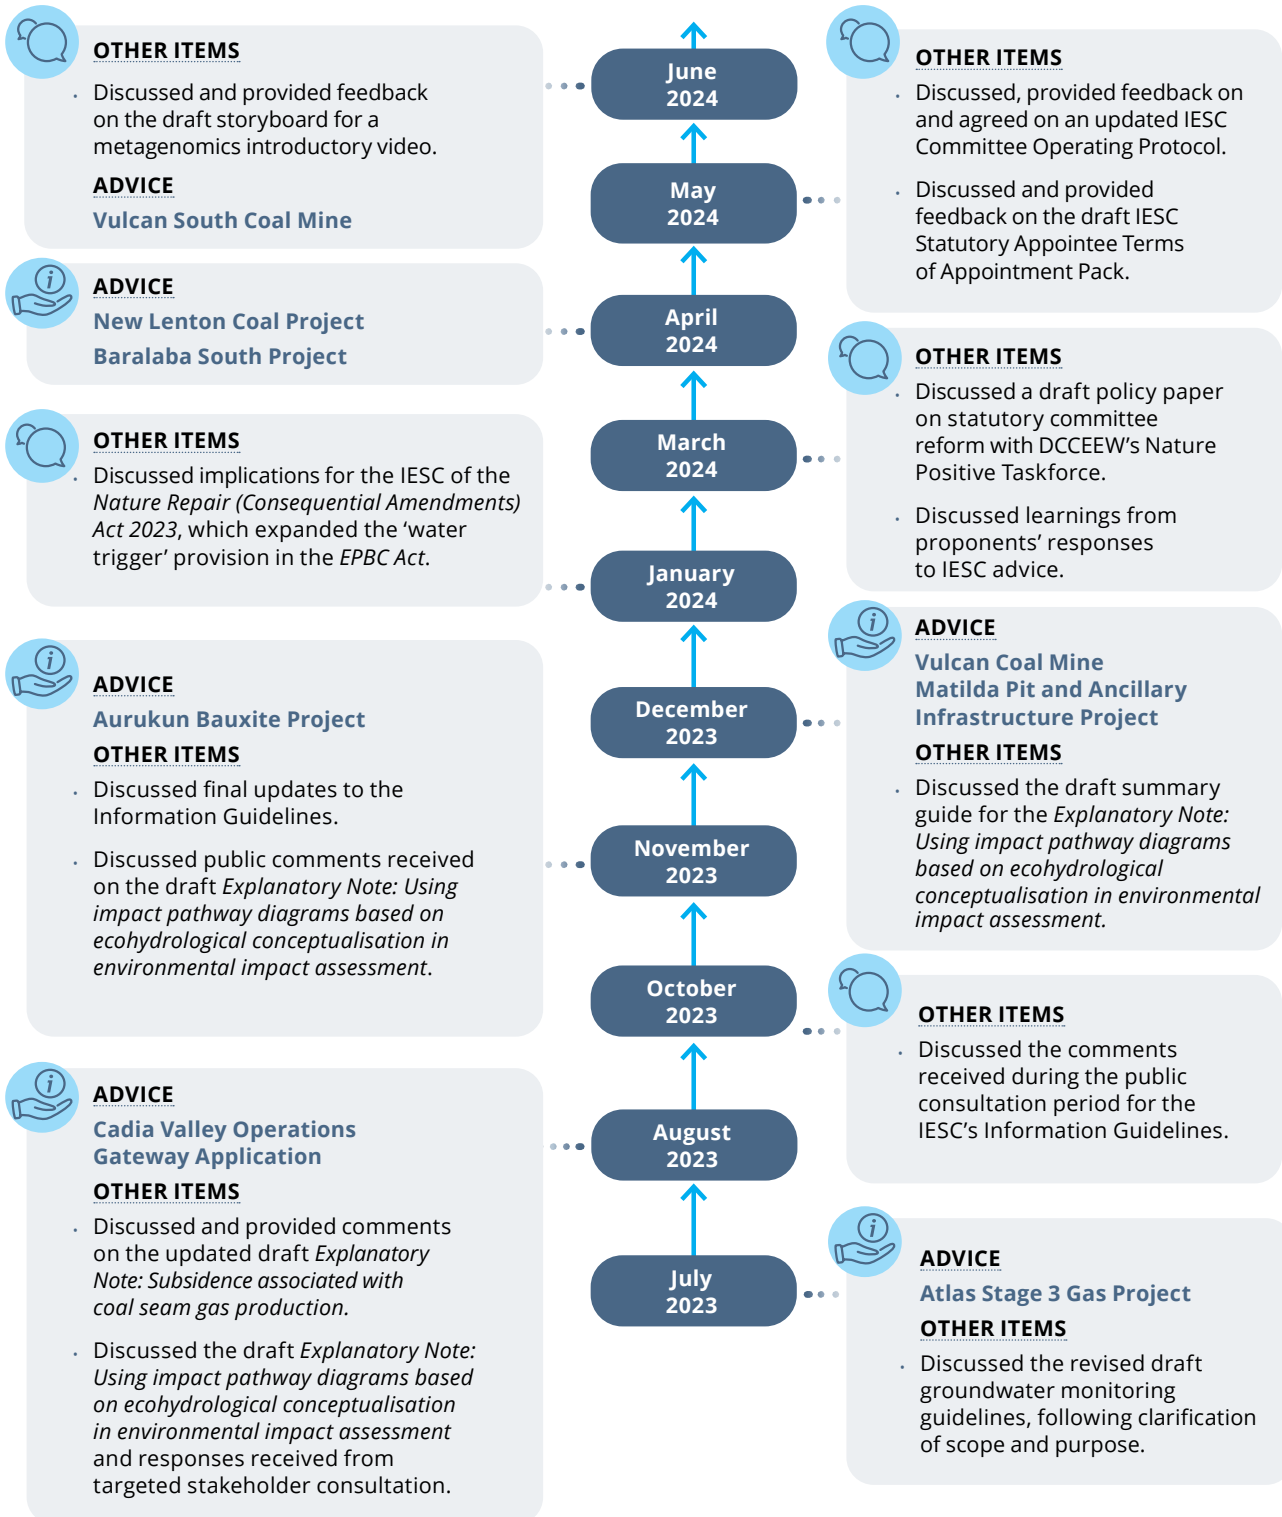 OTHER ITEMS
· Discussed and provided feedback
on the draft storyboard for a
metagenomics introductory video.
ADVICE
Vulcan South Coal Mine
June
2024
OTHER ITEMS
· Discussed, provided feedback on
and agreed on an updated IESC
Committee Operating Protocol.
· Discussed and provided
feedback on the draft IESC
Statutory Appointee Terms
of Appointment Pack.
May
2024
ADVICE
New Lenton Coal Project
Baralaba South Project
April
2024
OTHER ITEMS
· Discussed a draft policy paper
on statutory committee
reform with DCCEEW’s Nature
Positive Taskforce.
· Discussed learnings from
proponents’ responses
to IESC advice.
March
2024
OTHER ITEMS
· Discussed implications for the IESC of the
Nature Repair (Consequential Amendments)
Act 2023, which expanded the ‘water
trigger’ provision in the EPBC Act.
January
2024
ADVICE
Vulcan Coal Mine
Matilda Pit and Ancillary
Infrastructure Project
OTHER ITEMS
· Discussed the draft summary
guide for the Explanatory Note:
Using impact pathway diagrams
based on ecohydrological
conceptualisation in environmental
impact assessment.
December
2023
ADVICE
Aurukun Bauxite Project
OTHER ITEMS
· Discussed final updates to the
Information Guidelines.
· Discussed public comments received
on the draft Explanatory Note: Using
impact pathway diagrams based on
ecohydrological conceptualisation in
environmental impact assessment.
November
2023
October
2023
OTHER ITEMS
· Discussed the comments
received during the public
consultation period for the
IESC’s Information Guidelines.
ADVICE
Cadia Valley Operations
Gateway Application
OTHER ITEMS
· Discussed and provided comments
on the updated draft Explanatory
Note: Subsidence associated with
coal seam gas production.
· Discussed the draft Explanatory Note:
Using impact pathway diagrams based
on ecohydrological conceptualisation
in environmental impact assessment
and responses received from
targeted stakeholder consultation.
August
2023
July
2023
ADVICE
Atlas Stage 3 Gas Project
OTHER ITEMS
· Discussed the revised draft
groundwater monitoring
guidelines, following clarification
of scope and purpose.